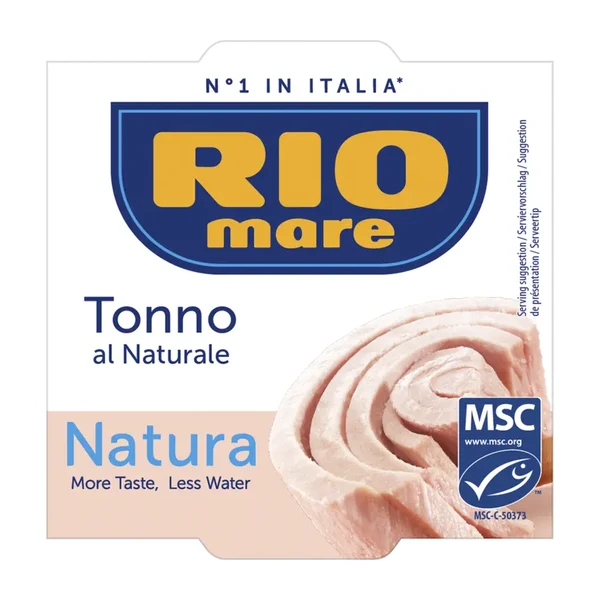 N°1 IN ITALIA*
RIO
mare
Serving suggestion / Serviervorschlag / Suggestion
de présentation / Serveertip
Tonno
al Naturale
Natura
More Taste, Less Water
MSC
www.msc.org
TM
MSC-C-50373